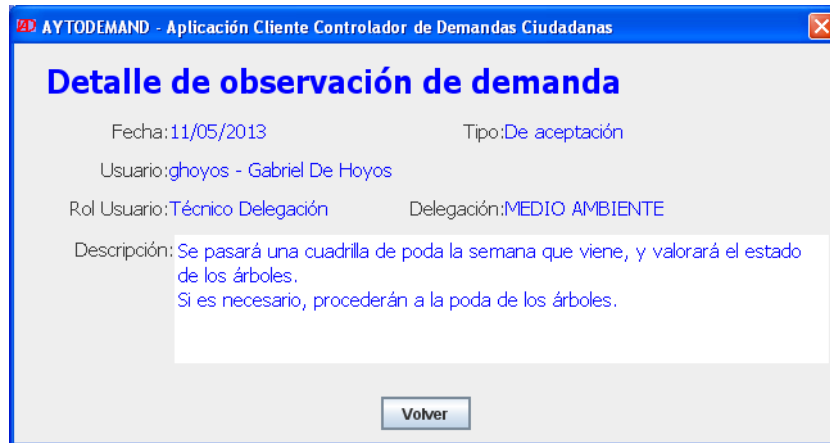 AYTODEMAND - Aplicación Cliente Controlador de Demandas Ciudadanas
Detalle de observación de demanda
Fecha:11/05/2013 Tipo:De aceptación
Usuario:ghoyos - Gabriel De Hoyos
Rol Usuario:Técnico Delegación Delegación:MEDIO AMBIENTE
Descripción: Se pasará una cuadrilla de poda la semana que viene, y valorará el estado
de los árboles.
Si es necesario, procederán a la poda de los árboles.
Volver